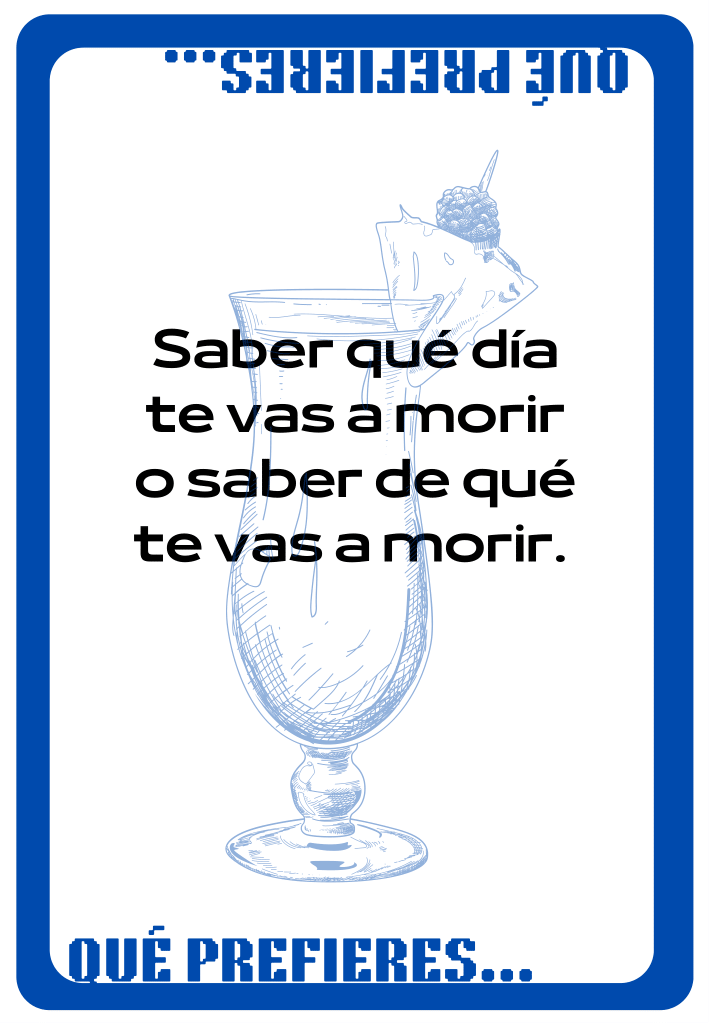 QUÉ PREFIERES...
Saber qué día
te vas a morir
o saber de qué
te vas a morir.
QUÉ PREFIERES...